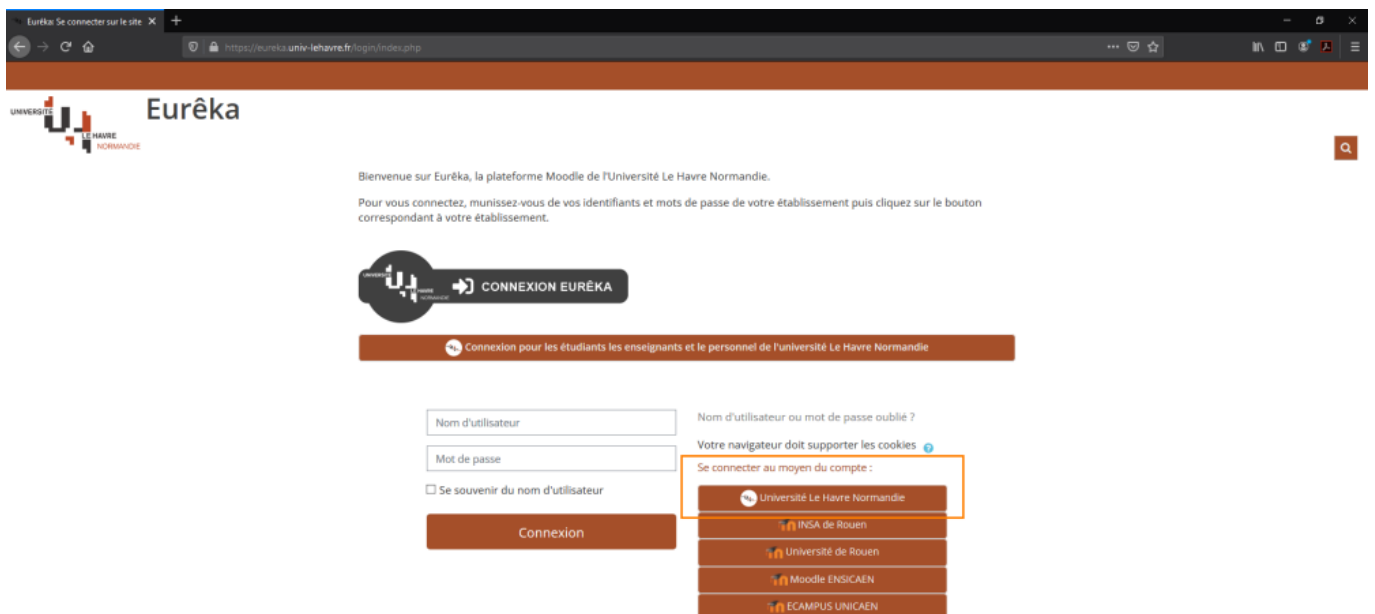 Eurêka: Se connecter sur le site
https://eureka.univ-lehavre.fr/login/index.php
UNIVERSITÉ
LE HAVRE
NORMANDIE
Eurêka
Bienvenue sur Eurêka, la plateforme Moodle de l'Université Le Havre Normandie.
Pour vous connectez, munissez-vous de vos identifiants et mots de passe de votre établissement puis cliquez sur le bouton
correspondant à votre établissement.
UNIVERSITÉ
LE HAVRE
NORMANDIE
CONNEXION EURÊKA
Connexion pour les étudiants les enseignants et le personnel de l'université Le Havre Normandie
Nom d'utilisateur
Mot de passe
Se souvenir du nom d'utilisateur
Connexion
Nom d'utilisateur ou mot de passe oublié ?
Votre navigateur doit supporter les cookies
Se connecter au moyen du compte :
Université Le Havre Normandie
INSA de Rouen
Université de Rouen
Moodle ENSICAEN
ECAMPUS UNICAEN